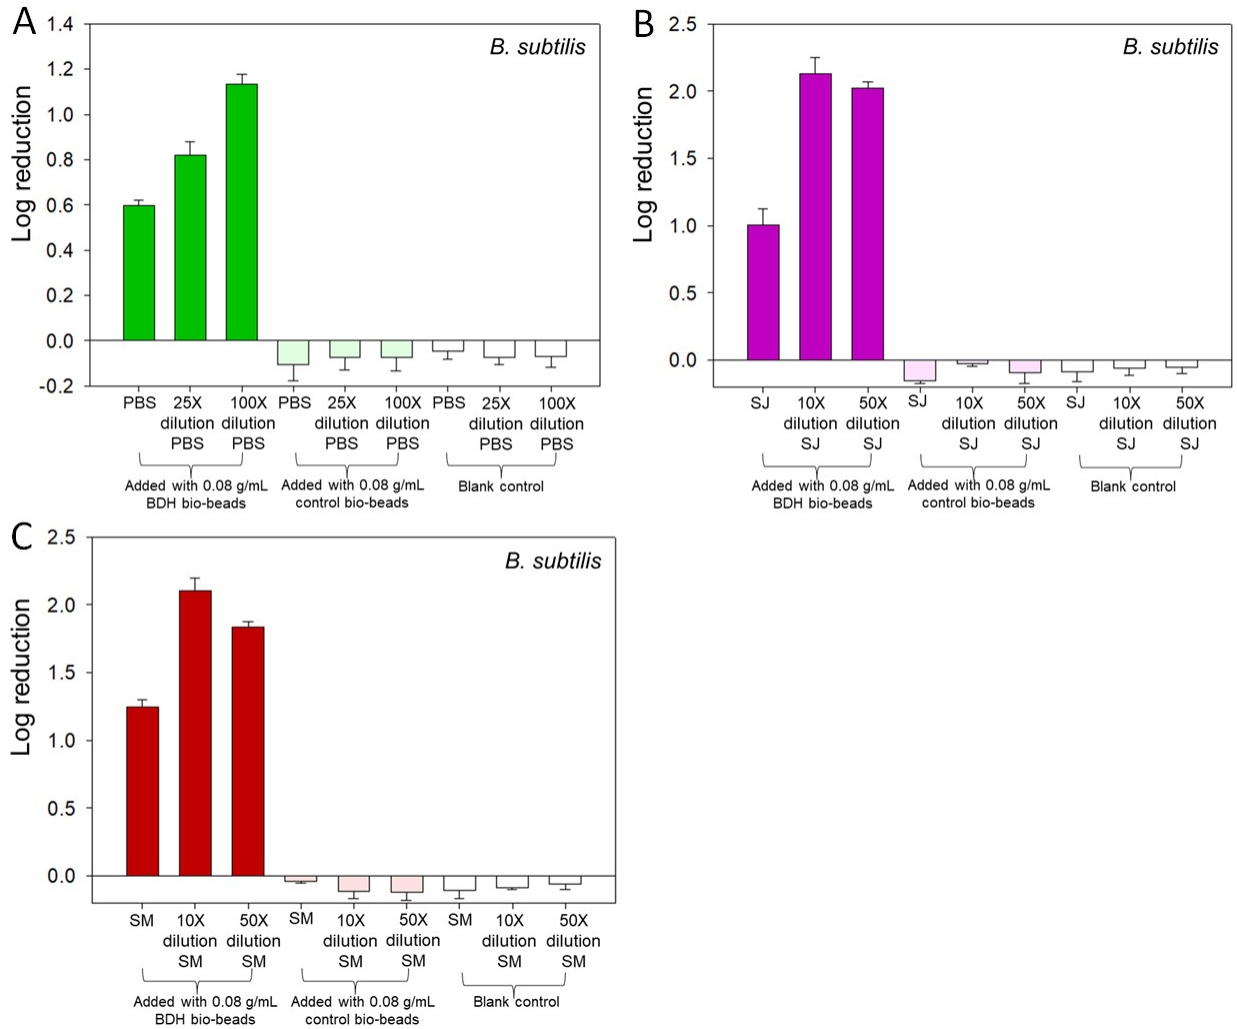 A
B. subtilis
Log reduction
1.4
1.2
1.0
0.8
0.6
0.4
0.2
0.0
-0.2
PBS 25X 100X PBS 25X 100X PBS 25X 100X
dilution dilution dilution dilution dilution dilution
PBS PBS PBS PBS PBS PBS
Added with 0.08 g/mL Added with 0.08 g/mL Blank control
BDH bio-beads control bio-beads
B
B. subtilis
Log reduction
2.5
2.0
1.5
1.0
0.5
0.0
SJ 10X 50X SJ 10X 50X SJ 10X 50X
dilution dilution dilution dilution dilution dilution
SJ SJ SJ SJ SJ SJ
Added with 0.08 g/mL Added with 0.08 g/mL Blank control
BDH bio-beads control bio-beads
C
B. subtilis
Log reduction
2.5
2.0
1.5
1.0
0.5
0.0
SM 10X 50X SM 10X 50X SM 10X 50X
dilution dilution dilution dilution dilution dilution
SM SM SM SM SM SM
Added with 0.08 g/mL Added with 0.08 g/mL Blank control
BDH bio-beads control bio-beads